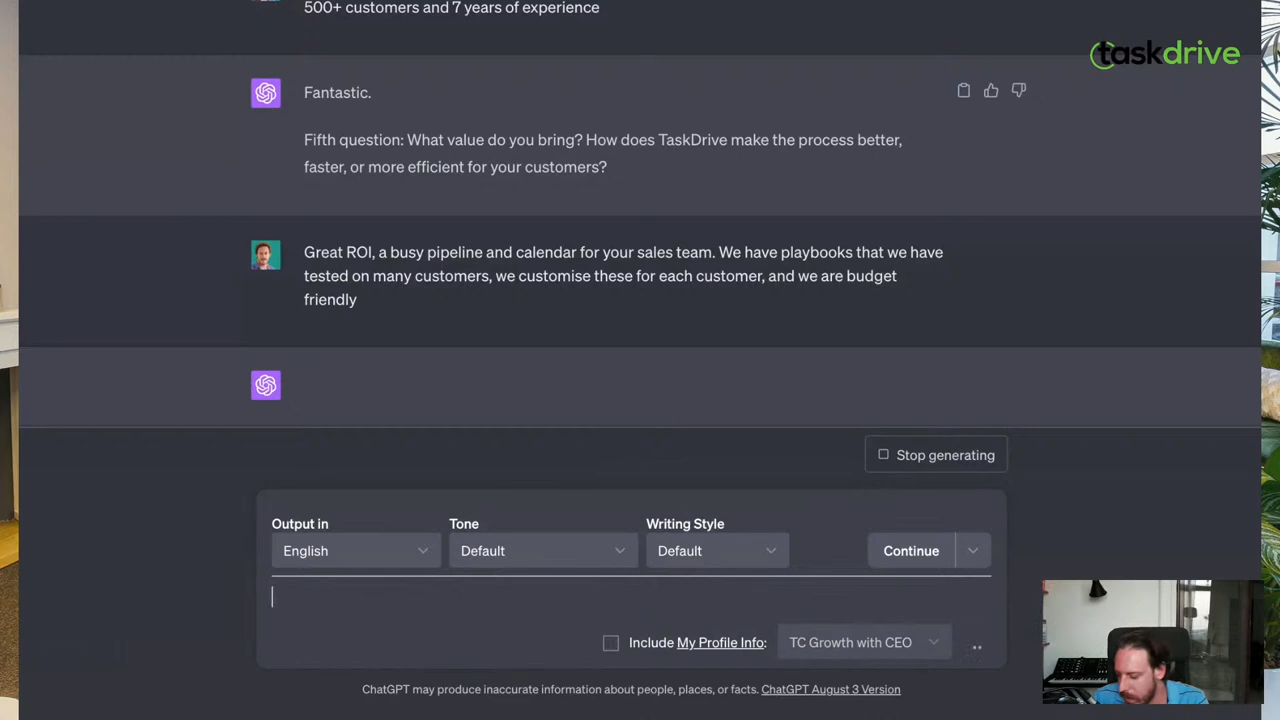 500+ customers and 7 years of experience
taskdrive
Fantastic.
Fifth question: What value do you bring? How does TaskDrive make the process better,
faster, or more efficient for your customers?
Great ROI, a busy pipeline and calendar for your sales team. We have playbooks that we have
tested on many customers, we customise these for each customer, and we are budget
friendly
Stop generating
Output in
Tone
Writing Style
English
Default
Default
Continue
Include My Profile Info:
TC Growth with CEO
ChatGPT may produce inaccurate information about people, places, or facts. ChatGPT August 3 Version